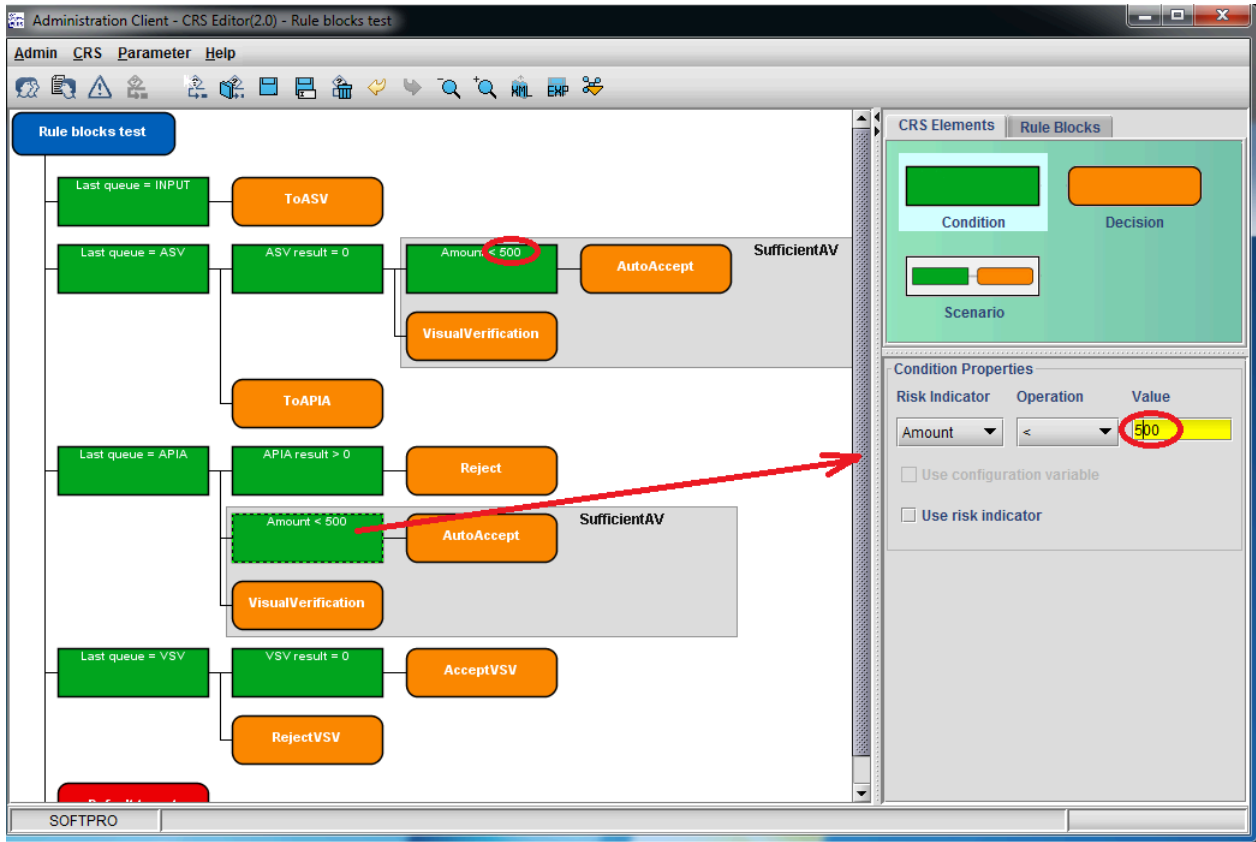 Administration Client - CRS Editor(2.0) - Rule blocks test
Admin CRS Parameter Help
XML EXP
Rule blocks test
Last queue = INPUT
ToASV
Last queue = ASV
ASV result = 0
Amount < 500
AutoAccept
SufficientAV
VisualVerification
ToAPIA
Last queue = APIA
APIA result > 0
Reject
Amount < 500
AutoAccept
SufficientAV
VisualVerification
Last queue = VSV
VSV result = 0
AcceptVSV
RejectVSV
CRS Elements Rule Blocks
Condition Decision
Scenario
Condition Properties
Risk Indicator Operation Value
Amount < 500
Use configuration variable
Use risk indicator
SOFTPRO